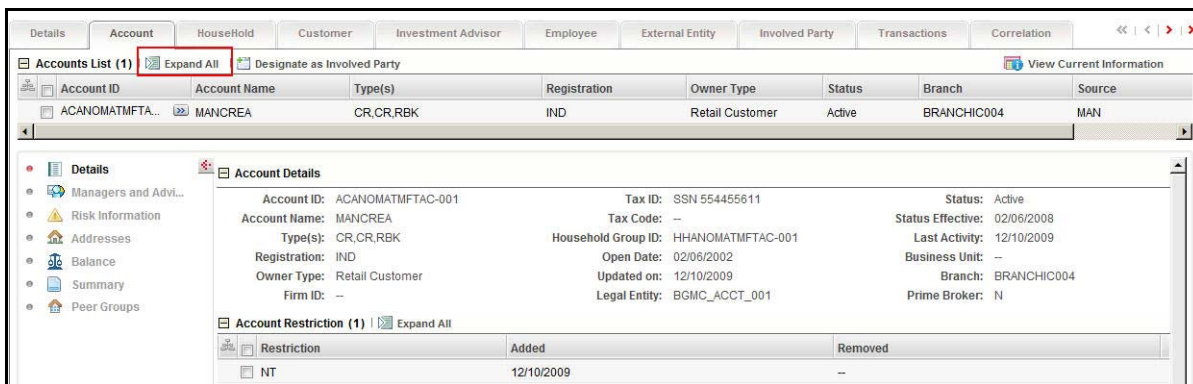 Details Account HouseHold Customer Investment Advisor Employee External Entity Involved Party Transactions Correlation
Accounts List (1) Expand All Designate as Involved Party View Current Information
Account ID Account Name Type(s) Registration Owner Type Status Branch Source
ACANOMATMFTA... MANCREA CR,CR,RBK IND Retail Customer Active BRANCHIC004 MAN
Details
Managers and Advi...
Risk Information
Addresses
Balance
Summary
Peer Groups
Account Details
Account ID: ACANOMATMFTAC-001 Tax ID: SSN 554455611 Status: Active
Account Name: MANCREA Tax Code: -- Status Effective: 02/06/2008
Type(s): CR,CR,RBK Household Group ID: HHANOMATMFTAC-001 Last Activity: 12/10/2009
Registration: IND Open Date: 02/06/2002 Business Unit: --
Owner Type: Retail Customer Updated on: 12/10/2009 Branch: BRANCHIC004
Firm ID: -- Legal Entity: BGMC_ACCT_001 Prime Broker: N
Account Restriction (1) Expand All
Restriction Added Removed
NT 12/10/2009 --